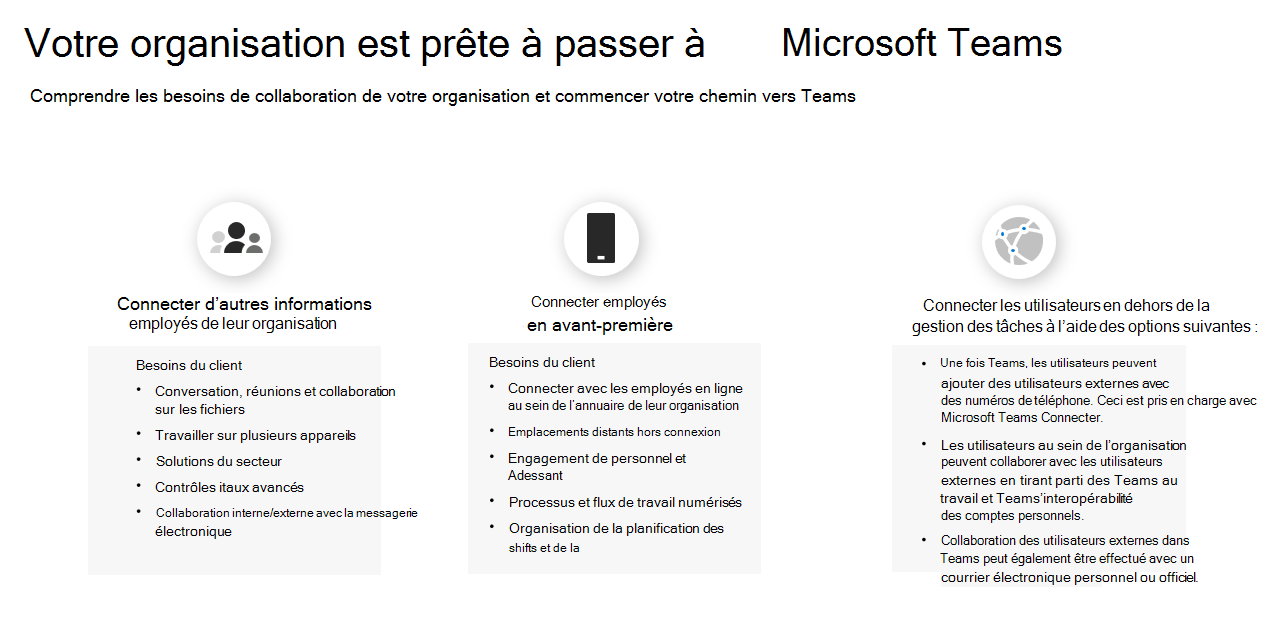 Votre organisation est prête à passer à Microsoft Teams
Comprendre les besoins de collaboration de votre organisation et commencer votre chemin vers Teams
Connecter d’autres informations
employés de leur organisation
Besoins du client
• Conversation, réunions et collaboration
sur les fichiers
• Travailler sur plusieurs appareils
• Solutions du secteur
• Contrôles itaux avancés
• Collaboration interne/externe avec la messagerie
électronique
Connecter employés
en avant-première
Besoins du client
• Connecter avec les employés en ligne
au sein de l’annuaire de leur organisation
• Emplacements distants hors connexion
• Engagement de personnel et
Adessant
• Processus et flux de travail numérisés
• Organisation de la planification des
shifts et de la
Connecter les utilisateurs en dehors de la
gestion des tâches à l’aide des options suivantes :
• Une fois Teams, les utilisateurs peuvent
ajouter des utilisateurs externes avec
des numéros de téléphone. Ceci est pris en charge avec
Microsoft Teams Connecter.
• Les utilisateurs au sein de l’organisation
peuvent collaborer avec les utilisateurs
externes en tirant parti des Teams au
travail et Teams’interopérabilité
des comptes personnels.
• Collaboration des utilisateurs externes dans
Teams peut également être effectué avec un
courrier électronique personnel ou officiel.